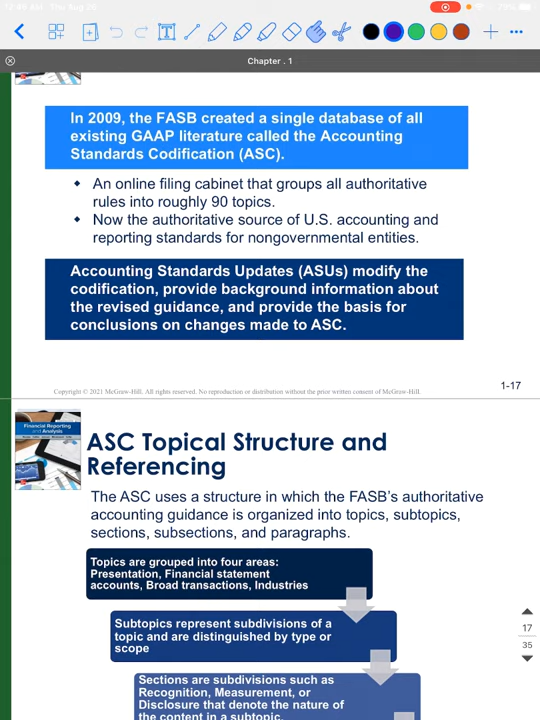 Chapter . 1
In 2009, the FASB created a single database of all
existing GAAP literature called the Accounting
Standards Codification (ASC).
An online filing cabinet that groups all authoritative
rules into roughly 90 topics.
Now the authoritative source of U.S. accounting and
reporting standards for nongovernmental entities.
Accounting Standards Updates (ASUs) modify the
codification, provide background information about
the revised guidance, and provide the basis for
conclusions on changes made to ASC.
Copyright © 2021 McGraw-Hill. All rights reserved. No reproduction or distribution without the prior written consent of McGraw-Hill.
1-17
Financial Reporting
and Analysis
ASC Topical Structure and
Referencing
The ASC uses a structure in which the FASB's authoritative
accounting guidance is organized into topics, subtopics,
sections, subsections, and paragraphs.
Topics are grouped into four areas:
Presentation, Financial statement
accounts, Broad transactions, Industries
Subtopics represent subdivisions of a
topic and are distinguished by type or
scope
17
35
Sections are subdivisions such as
Recognition, Measurement, or
Disclosure that denote the nature of
the content in a subtopic.